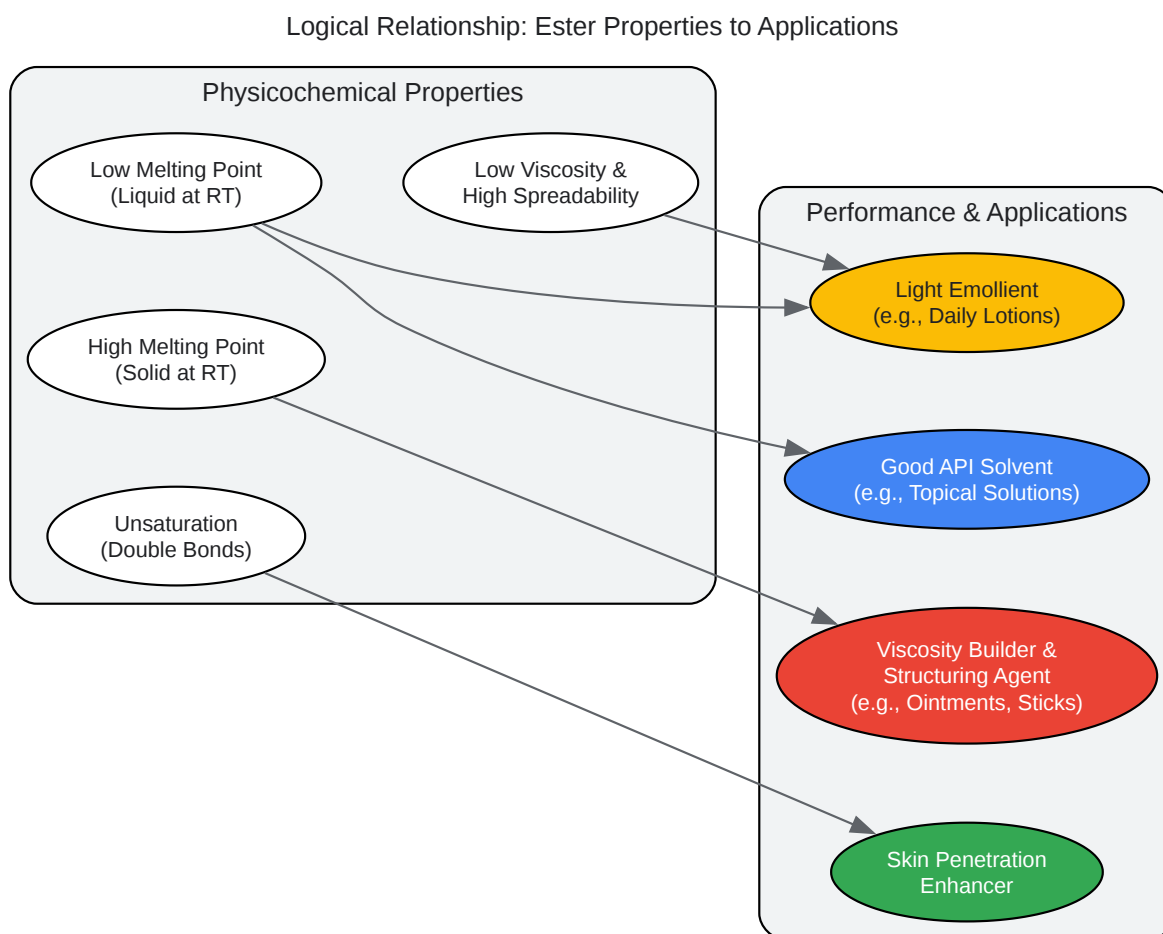 Logical Relationship: Ester Properties to Applications
Physicochemical Properties
Low Melting Point
(Liquid at RT)
Low Viscosity &
High Spreadability
High Melting Point
(Solid at RT)
Unsaturation
(Double Bonds)
Performance & Applications
Light Emollient
(e.g., Daily Lotions)
Good API Solvent
(e.g., Topical Solutions)
Viscosity Builder &
Structuring Agent
(e.g., Ointments, Sticks)
Skin Penetration
Enhancer